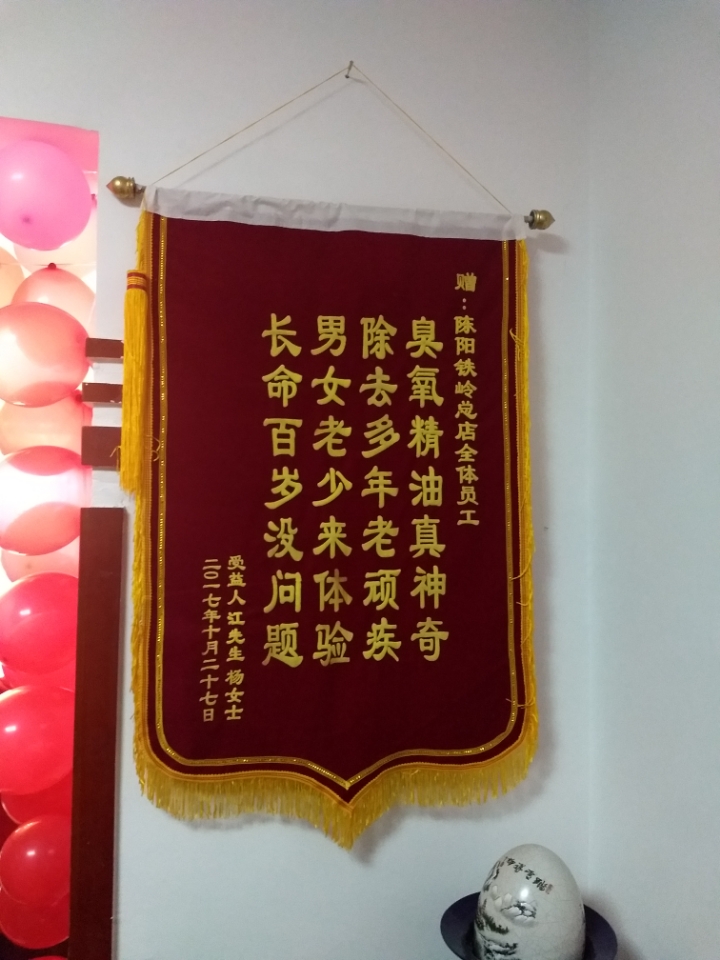 赠：陈阳铁岭总店全体员工
臭氧精油真神奇
除去多年老顽疾
男女老少来体验
长命百岁没问题
受益人江先生 杨女士
二〇一七年十月二十七日